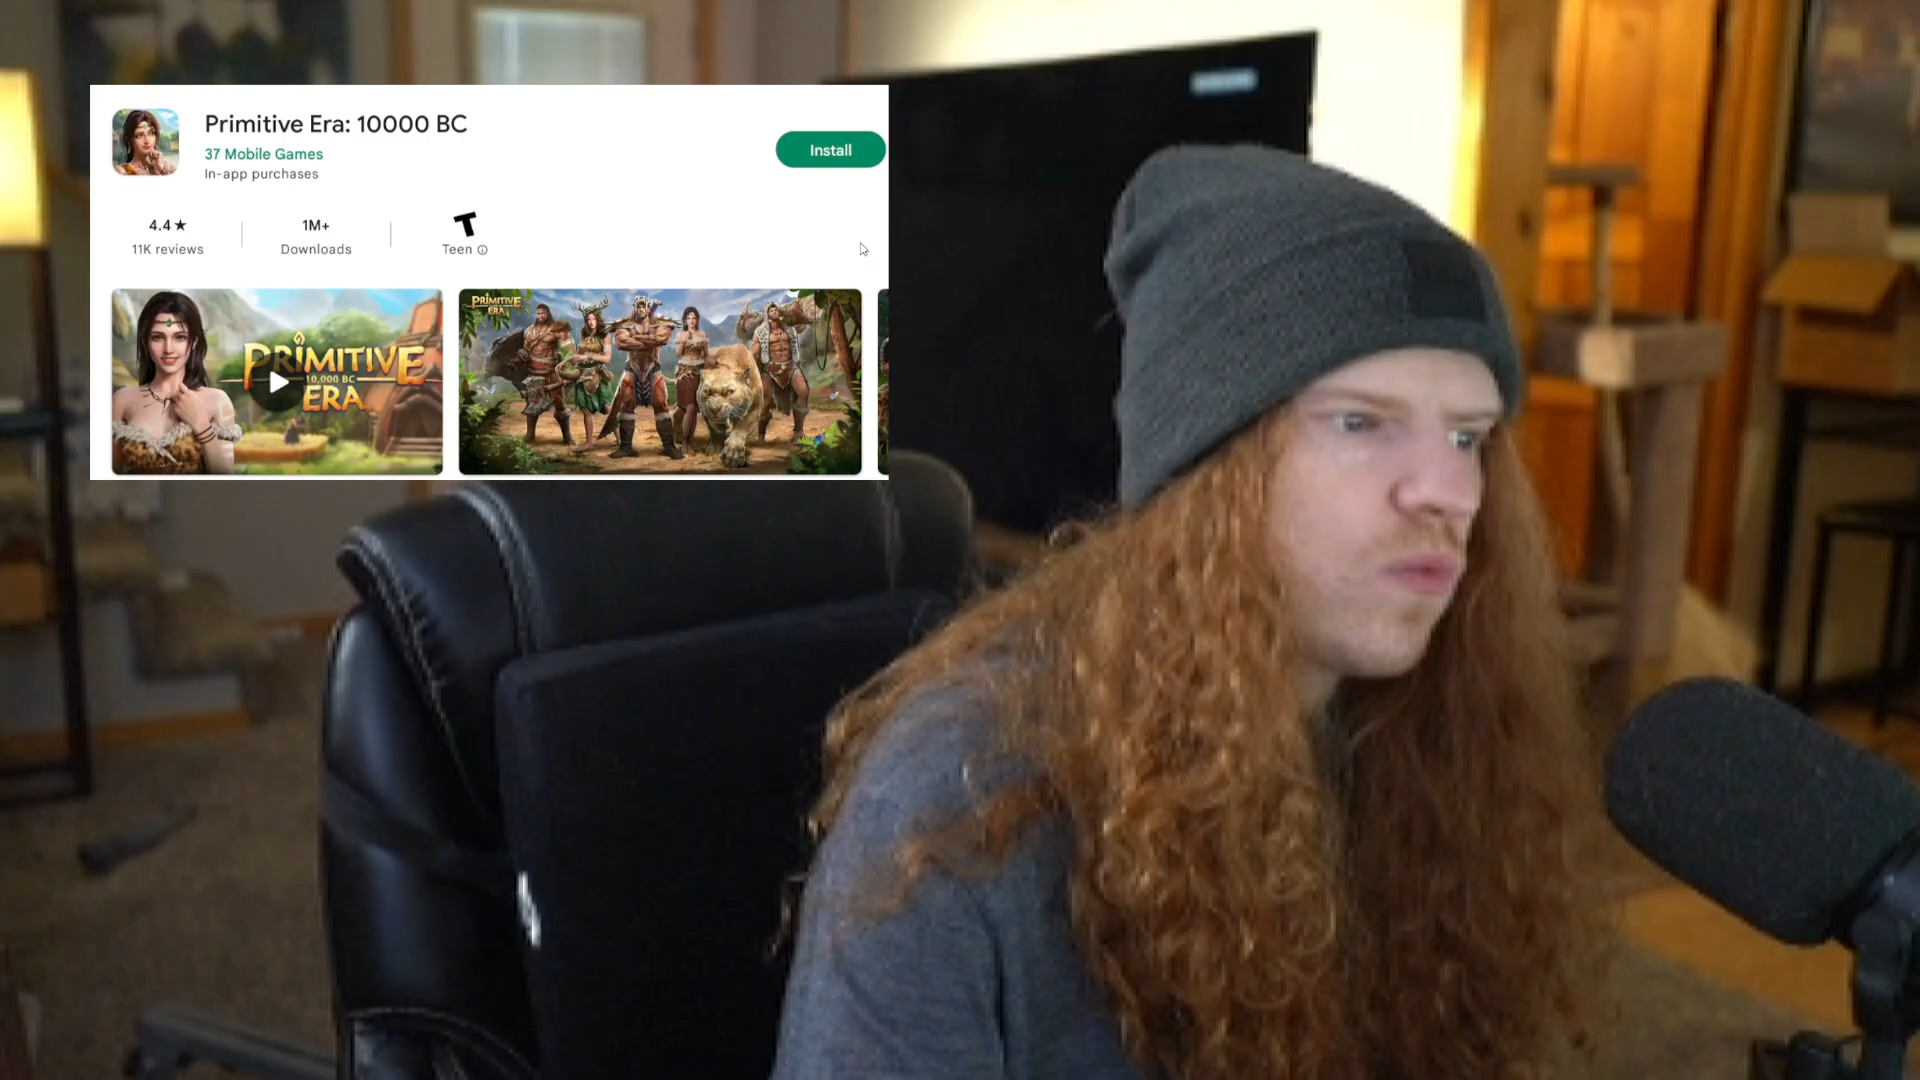 Primitive Era: 10000 BC
37 Mobile Games
In-app purchases
Install
4.4★
11K reviews
1M+
Downloads
T
Teen
PRIMITIVE
10,000 BC
ERA
PRIMITIVE
ERA